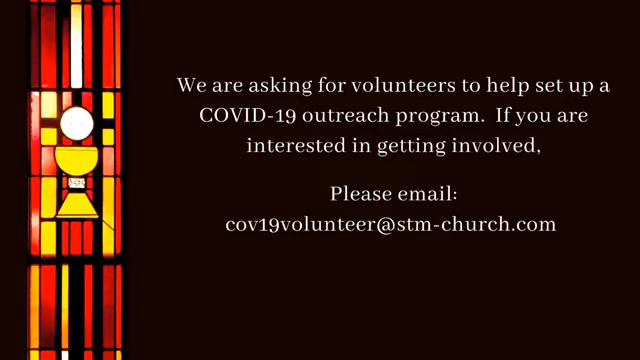 We are asking for volunteers to help set up a
COVID-19 outreach program.  If you are
interested in getting involved,
Please email:
cov19volunteer@stm-church.com